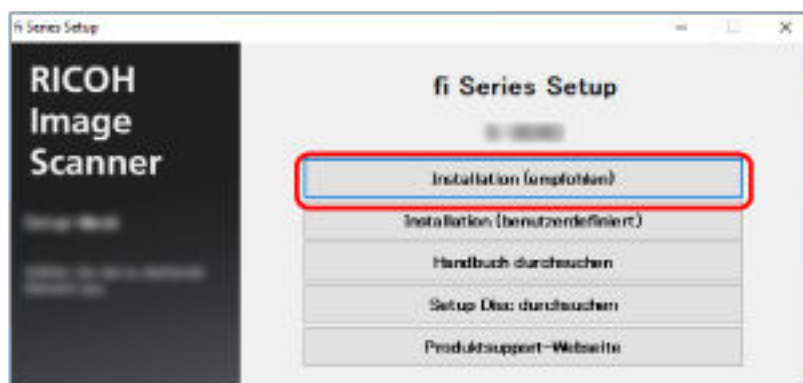 fi Series Setup
RICOH
Image
Scanner
fi Series Setup
Installation (empfohlen)
Installation (benutzerdefiniert)
Handbuch durchsuchen
Setup Disc durchsuchen
Produktsupport-Webseite